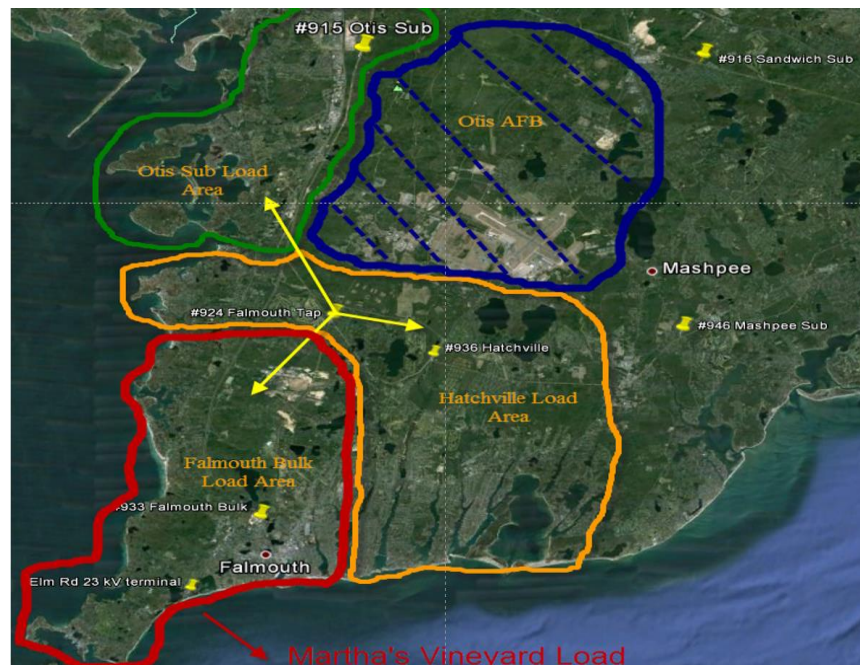 #915 Otis Sub
#916 Sandwich Sub
Otis AFB
Otis Sub Load
Area
Mashpee
#924 Falmouth Tap
#946 Mashpee Sub
#936 Hatchville
Hatchville Load
Area
Falmouth Bulk
Load Area
#933 Falmouth Bulk
Falmouth
Elm Rd 23 kV terminal
Martha's Vineyard Load